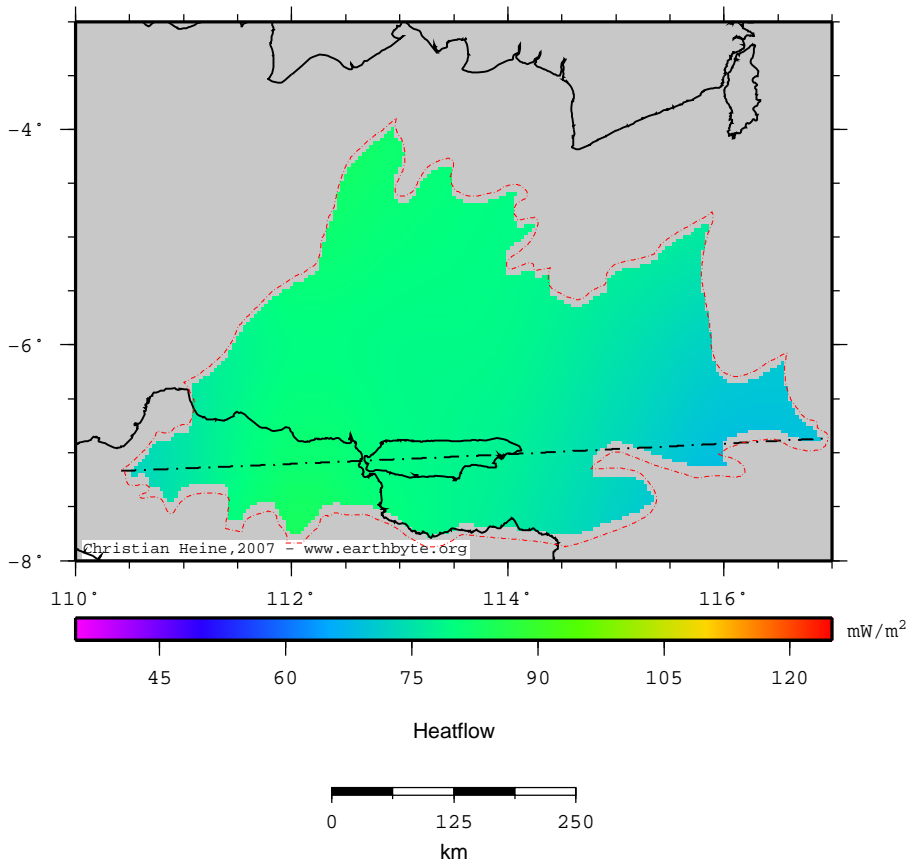 −4°
−6°
−8°
Christian Heine,2007 − www.earthbyte.org
110° 112° 114° 116°
mW/m²
45 60 75 90 105 120
Heatflow
0 125 250
km